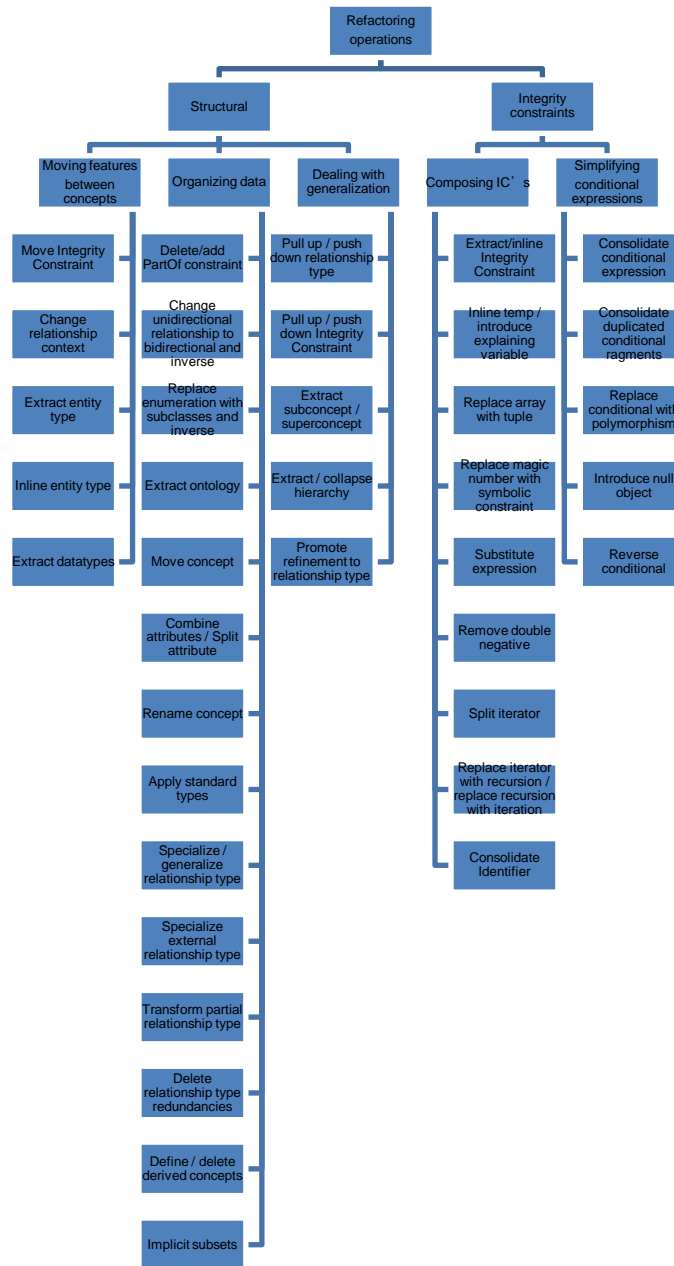 Refactoring
operations
Structural
Integrity
constraints
Moving features
between concepts
Organizing data
Dealing with
generalization
Composing IC’s
Simplifying
conditional
expressions
Move Integrity
Constraint
Change
relationship
context
Extract entity
type
Inline entity type
Extract datatypes
Delete/add
PartOf constraint
Change
unidirectional
relationship to
bidirectional and
inverse
Replace
enumeration with
subclasses and
inverse
Extract ontology
Move concept
Combine
attributes / Split
attribute
Rename concept
Apply standard
types
Specialize /
generalize
relationship type
Specialize
external
relationship type
Transform partial
relationship type
Delete
relationship type
redundancies
Define / delete
derived concepts
Implicit subsets
Pull up / push
down relationship
type
Pull up / push
down Integrity
Constraint
Extract
subconcept /
superconcept
Extract / collapse
hierarchy
Promote
refinement to
relationship type
Extract/inline
Integrity
Constraint
Inline temp /
introduce
explaining
variable
Replace array
with tuple
Replace magic
number with
symbolic
constraint
Substitute
expression
Remove double
negative
Split iterator
Replace iterator
with recursion /
replace recursion
with iteration
Consolidate
Identifier
Consolidate
conditional
expression
Consolidate
duplicated
conditional
ragments
Replace
conditional with
polymorphism
Introduce null
object
Reverse
conditional